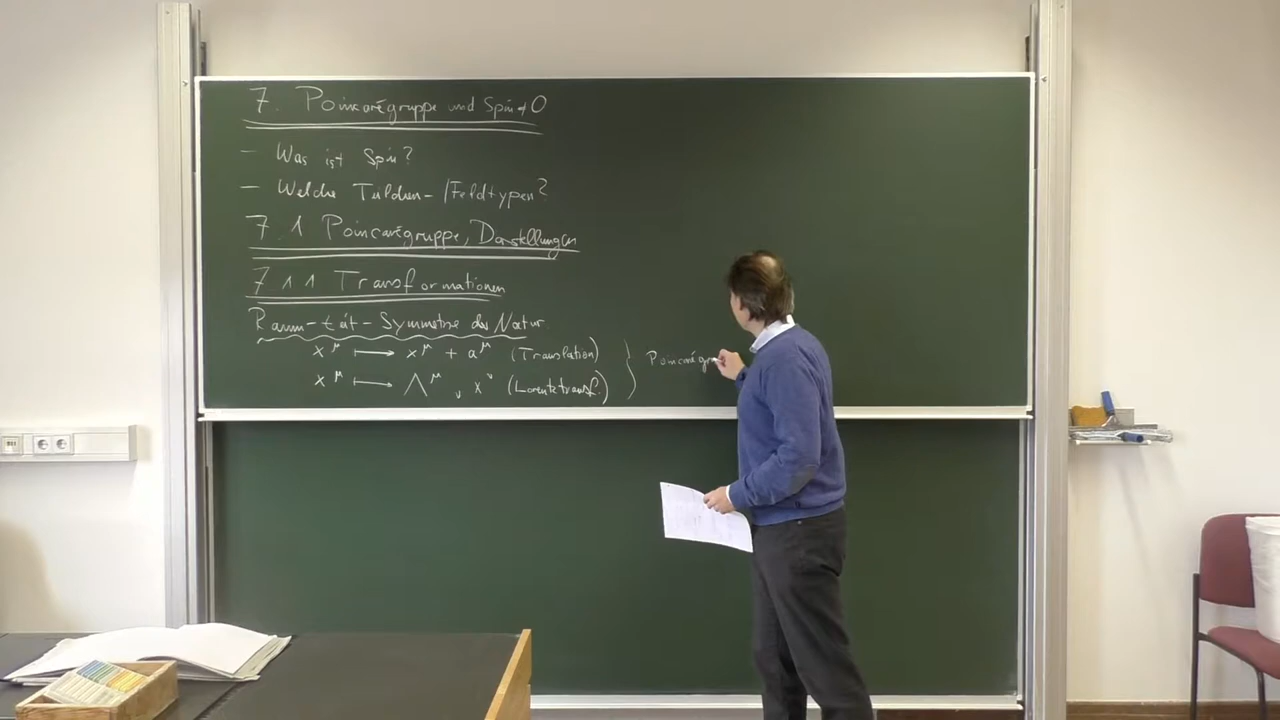 7. Poincarégruppe und Spin ≠ 0
- Was ist Spin?
- Welche Teilchen-/Feldtypen?
7.1 Poincarégruppe, Darstellungen
7.1.1 Transformationen
Raum-Zeit-Symmetrie der Natur
x^μ ↦ x^μ + a^μ (Translation)
x^μ ↦ Λ^μ_ν x^ν (Lorentztransf.) } Poincarégr